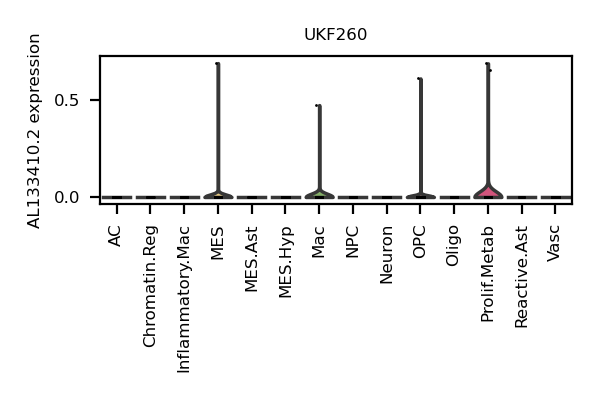 UKF260
AL133410.2 expression
0.5
0.0
AC
Chromatin.Reg
Inflammatory.Mac
MES
MES.Ast
MES.Hyp
Mac
NPC
Neuron
OPC
Oligo
Prolif.Metab
Reactive.Ast
Vasc